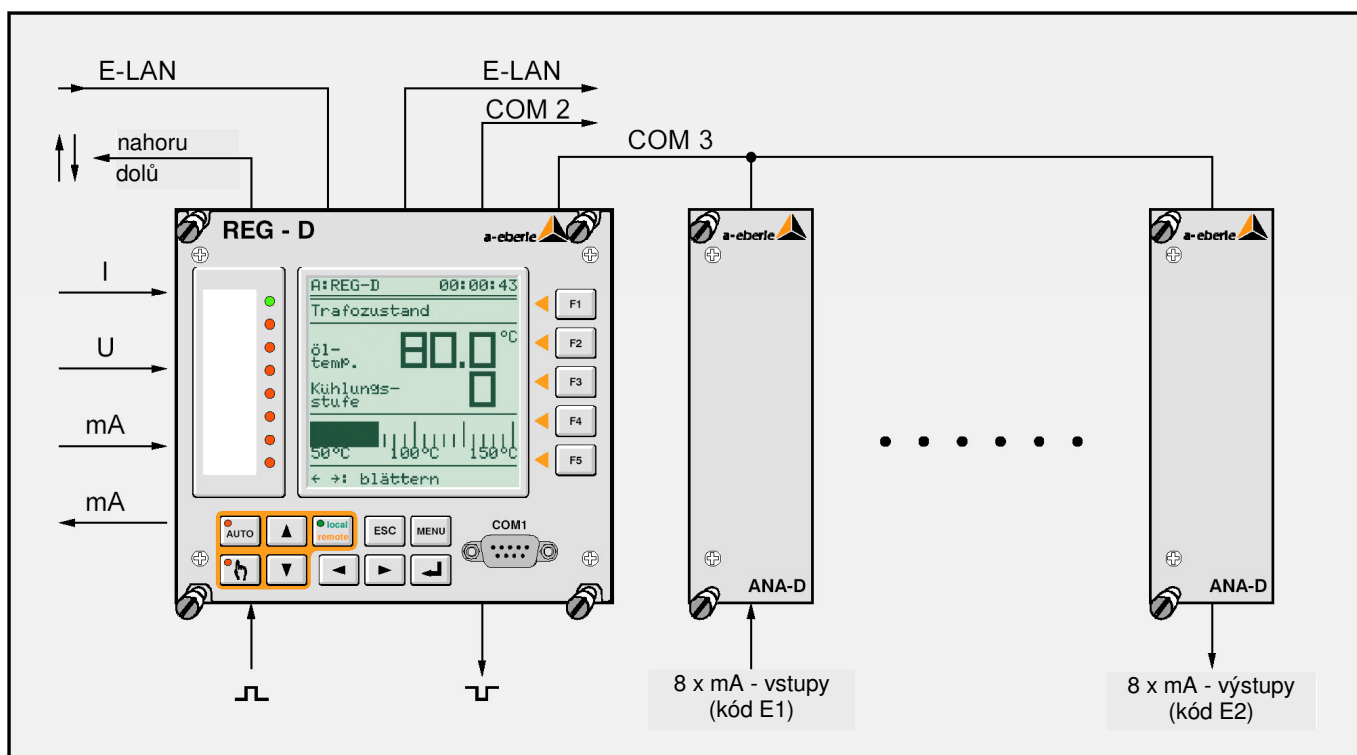 E-LAN
E-LAN
COM 2
nahoru
dolů
COM 3
REG - D
a-eberle
a-eberle
a-eberle
I
U
mA
mA
A:REG-D 00:00:43
Trafozustand
öl-
temp.
80.0 °C
Kühlungs-
stufe
0
50°C 100°C 150°C
← →: blättern
F1
F2
F3
F4
F5
AUTO
local
remote
ESC
MENU
COM1
ANA-D
ANA-D
8 x mA - vstupy
(kód E1)
8 x mA - výstupy
(kód E2)